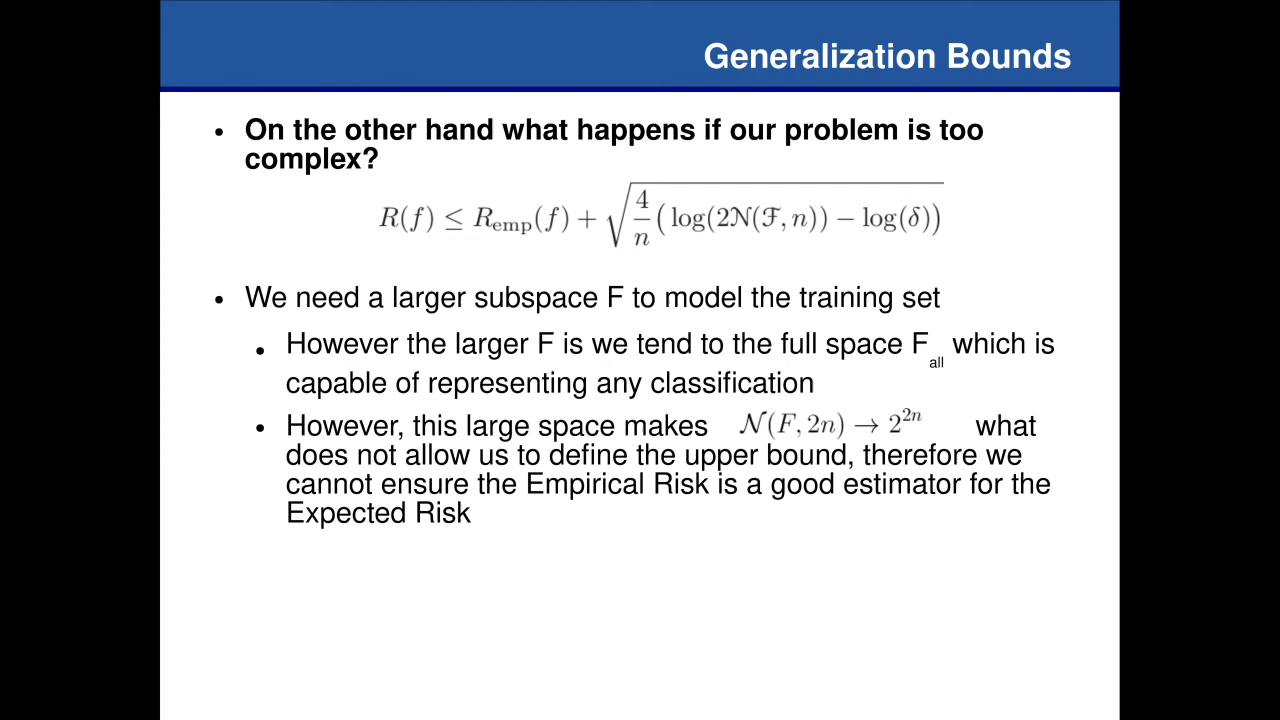 Generalization Bounds
• On the other hand what happens if our problem is too
complex?
R(f) ≤ R_emp(f) + √(4/n (log(2𝒩(ℱ, n)) − log(δ)))
• We need a larger subspace F to model the training set
• However the larger F is we tend to the full space F_all which is
capable of representing any classification
• However, this large space makes 𝒩(F, 2n) → 2^{2n} what
does not allow us to define the upper bound, therefore we
cannot ensure the Empirical Risk is a good estimator for the
Expected Risk